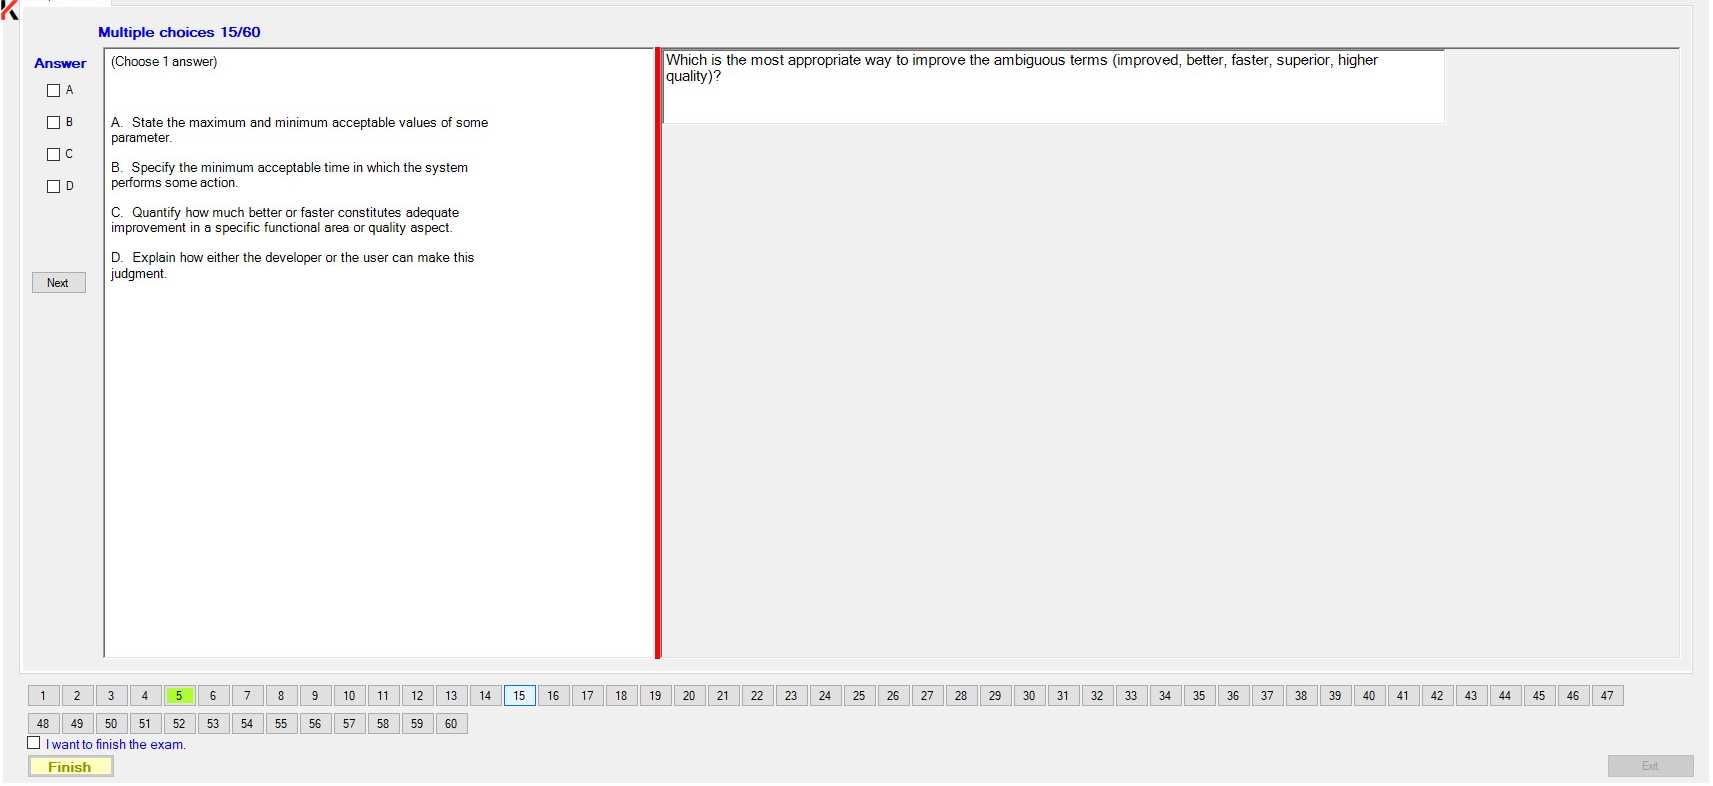 Multiple choices 15/60
Answer
A
B
C
D
Next
(Choose 1 answer)
A. State the maximum and minimum acceptable values of some
parameter.
B. Specify the minimum acceptable time in which the system
performs some action.
C. Quantify how much better or faster constitutes adequate
improvement in a specific functional area or quality aspect.
D. Explain how either the developer or the user can make this
judgment.
Which is the most appropriate way to improve the ambiguous terms (improved, better, faster, superior, higher
quality)?
1 2 3 4 5 6 7 8 9 10 11 12 13 14 15 16 17 18 19 20 21 22 23 24 25 26 27 28 29 30 31 32 33 34 35 36 37 38 39 40 41 42 43 44 45 46 47
48 49 50 51 52 53 54 55 56 57 58 59 60
I want to finish the exam.
Finish
Exit